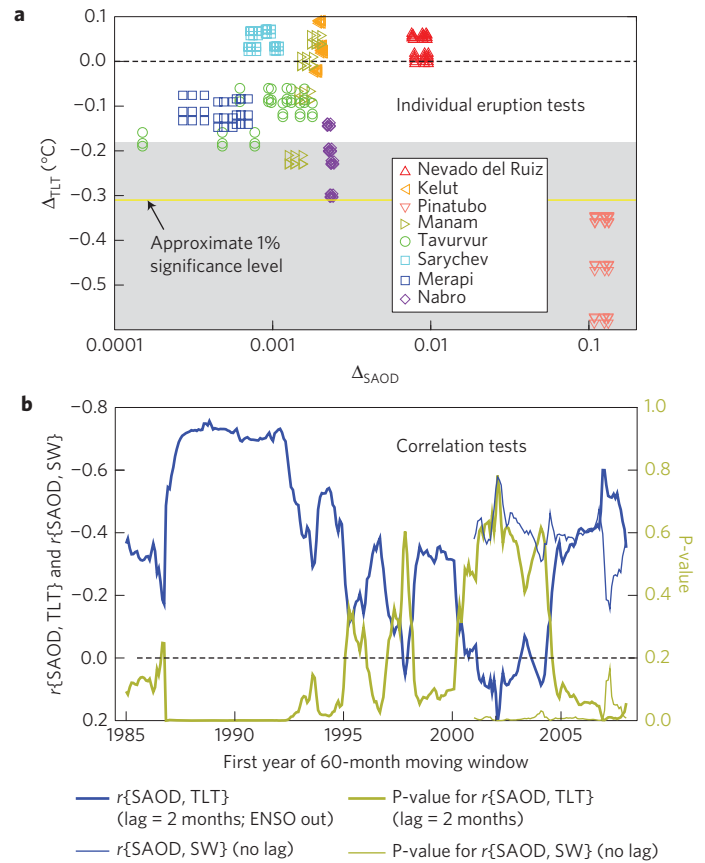 a
0.1
0.0
−0.1
−0.2
−0.3
−0.4
−0.5
Δ_TLT (°C)
Individual eruption tests
Approximate 1%
significance level
Nevado del Ruiz
Kelut
Pinatubo
Manam
Tavurvur
Sarychev
Merapi
Nabro
0.0001 0.001 0.01 0.1
Δ_SAOD
b
−0.8
−0.6
−0.4
−0.2
0.0
0.2
r{SAOD, TLT} and r{SAOD, SW}
Correlation tests
1.0
0.8
0.6
0.4
0.2
0.0
P-value
1985 1990 1995 2000 2005
First year of 60-month moving window
r{SAOD, TLT}
(lag = 2 months; ENSO out)
r{SAOD, SW} (no lag)
P-value for r{SAOD, TLT}
(lag = 2 months)
P-value for r{SAOD, SW} (no lag)